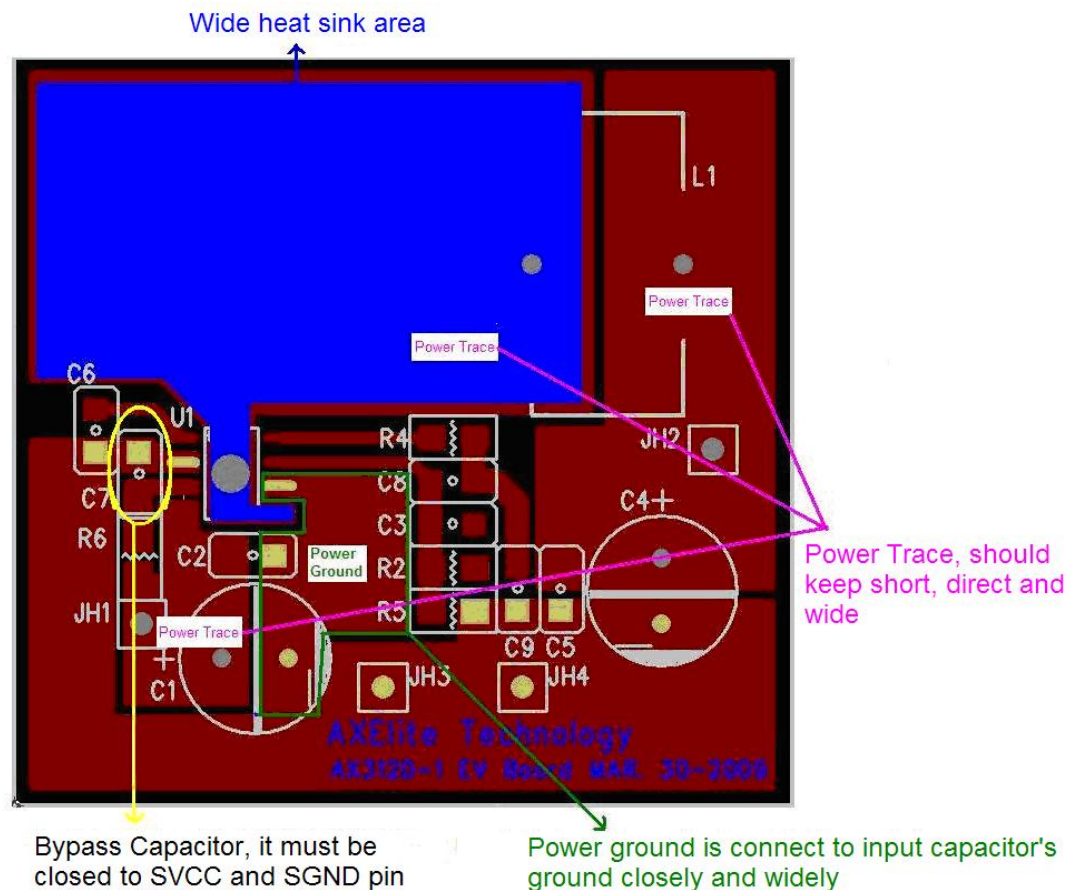 Wide heat sink area
L1
Power Trace
Power Trace
C6
U1
R4
JH2
C7
C8
C4+
R6
C3
C2
Power
Ground
R2
Power Trace, should
keep short, direct and
wide
JH1
Power Trace
R5
+
C1
C9
C5
JH3
JH4
AXElite Technology
AX3120-1 EV Board MAR. 30-2009
Bypass Capacitor, it must be
closed to SVCC and SGND pin
Power ground is connect to input capacitor's
ground closely and widely